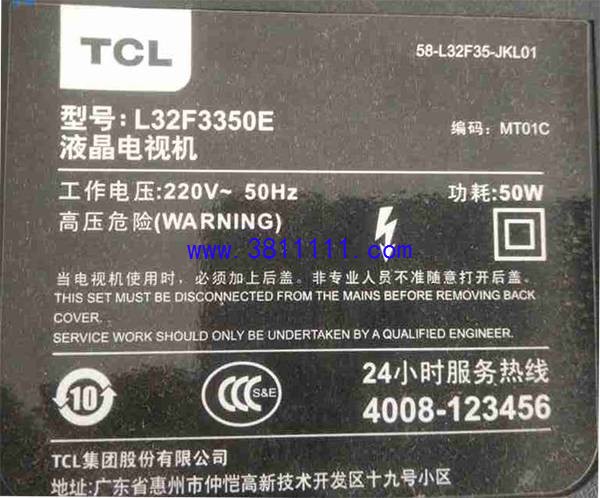 TCL
58-L32F35-JKL01
型号: L32F3350E
编码: MT01C
液晶电视机
工作电压:220V~ 50Hz
功耗:50W
高压危险(WARNING)
www.3811111.com
当电视机使用时，必须加上后盖。非专业人员不准随意打开后盖。
THIS SET MUST BE DISCONNECTED FROM THE MAINS BEFORE REMOVING BACK
COVER.
SERVICE WORK SHOULD ONLY BE UNDERTAKEN BY A QUALIFIED ENGINEER.
10
CCC S&E
24小时服务热线
4008-123456
TCL集团股份有限公司
地址:广东省惠州市仲恺高新技术开发区十九号小区